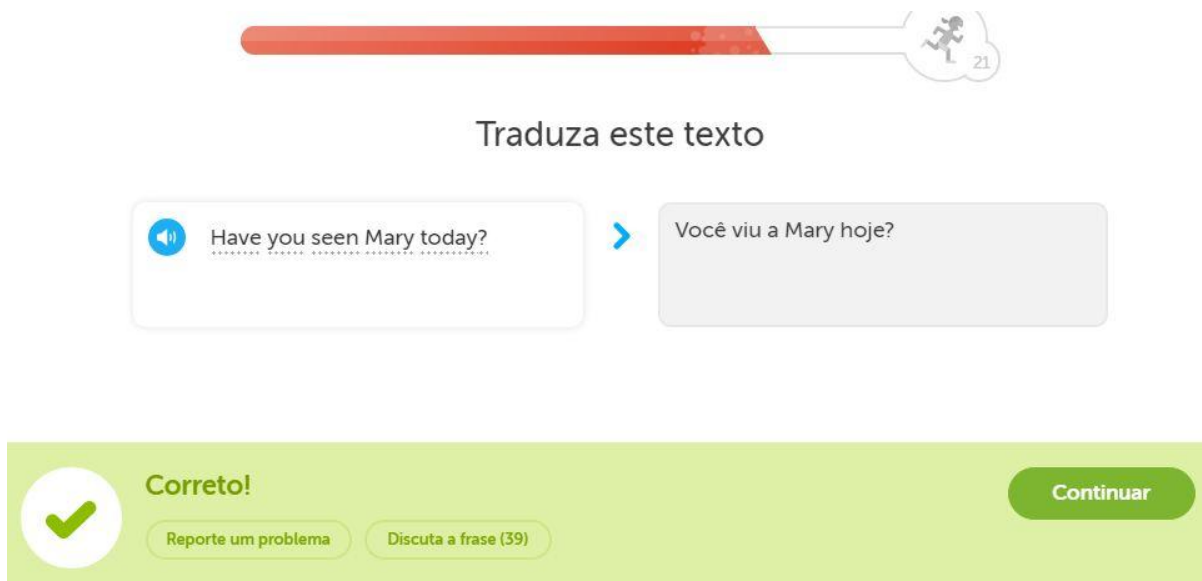 21
Traduza este texto
Have you seen Mary today?
Você viu a Mary hoje?
Correto!
Continuar
Reporte um problema
Discuta a frase (39)